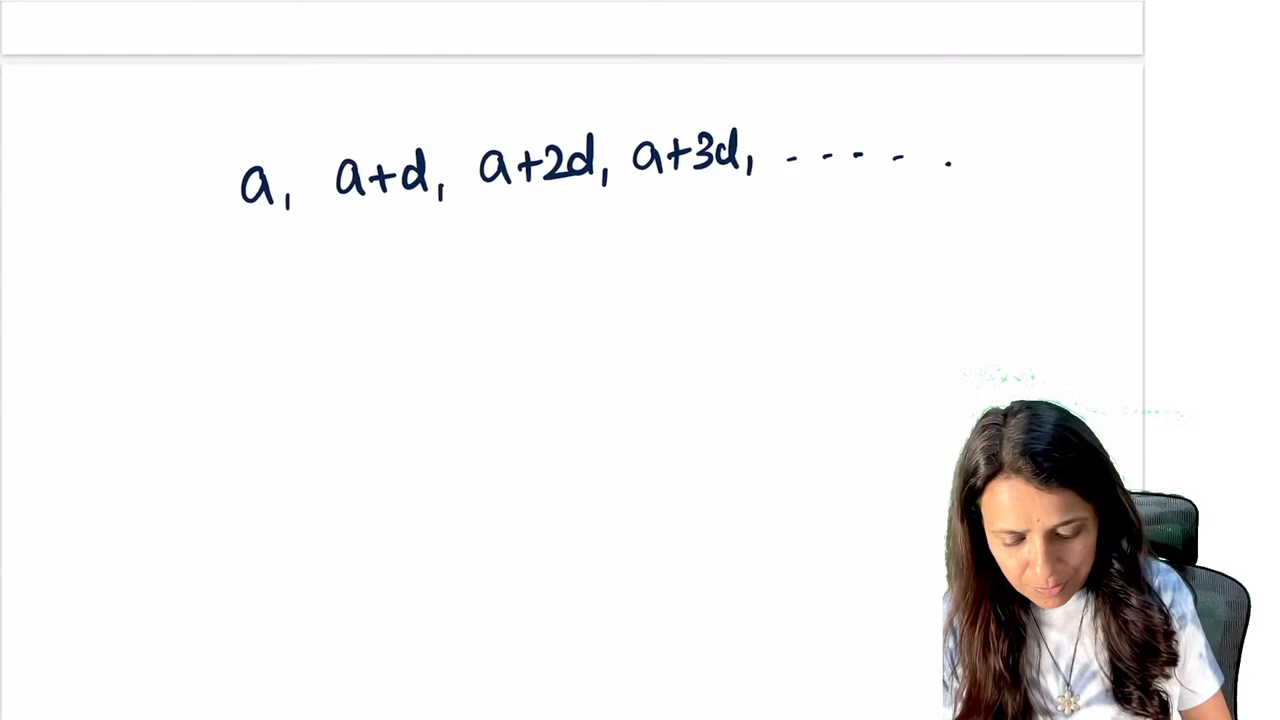 a, a+d, a+2d, a+3d, - - - - - .